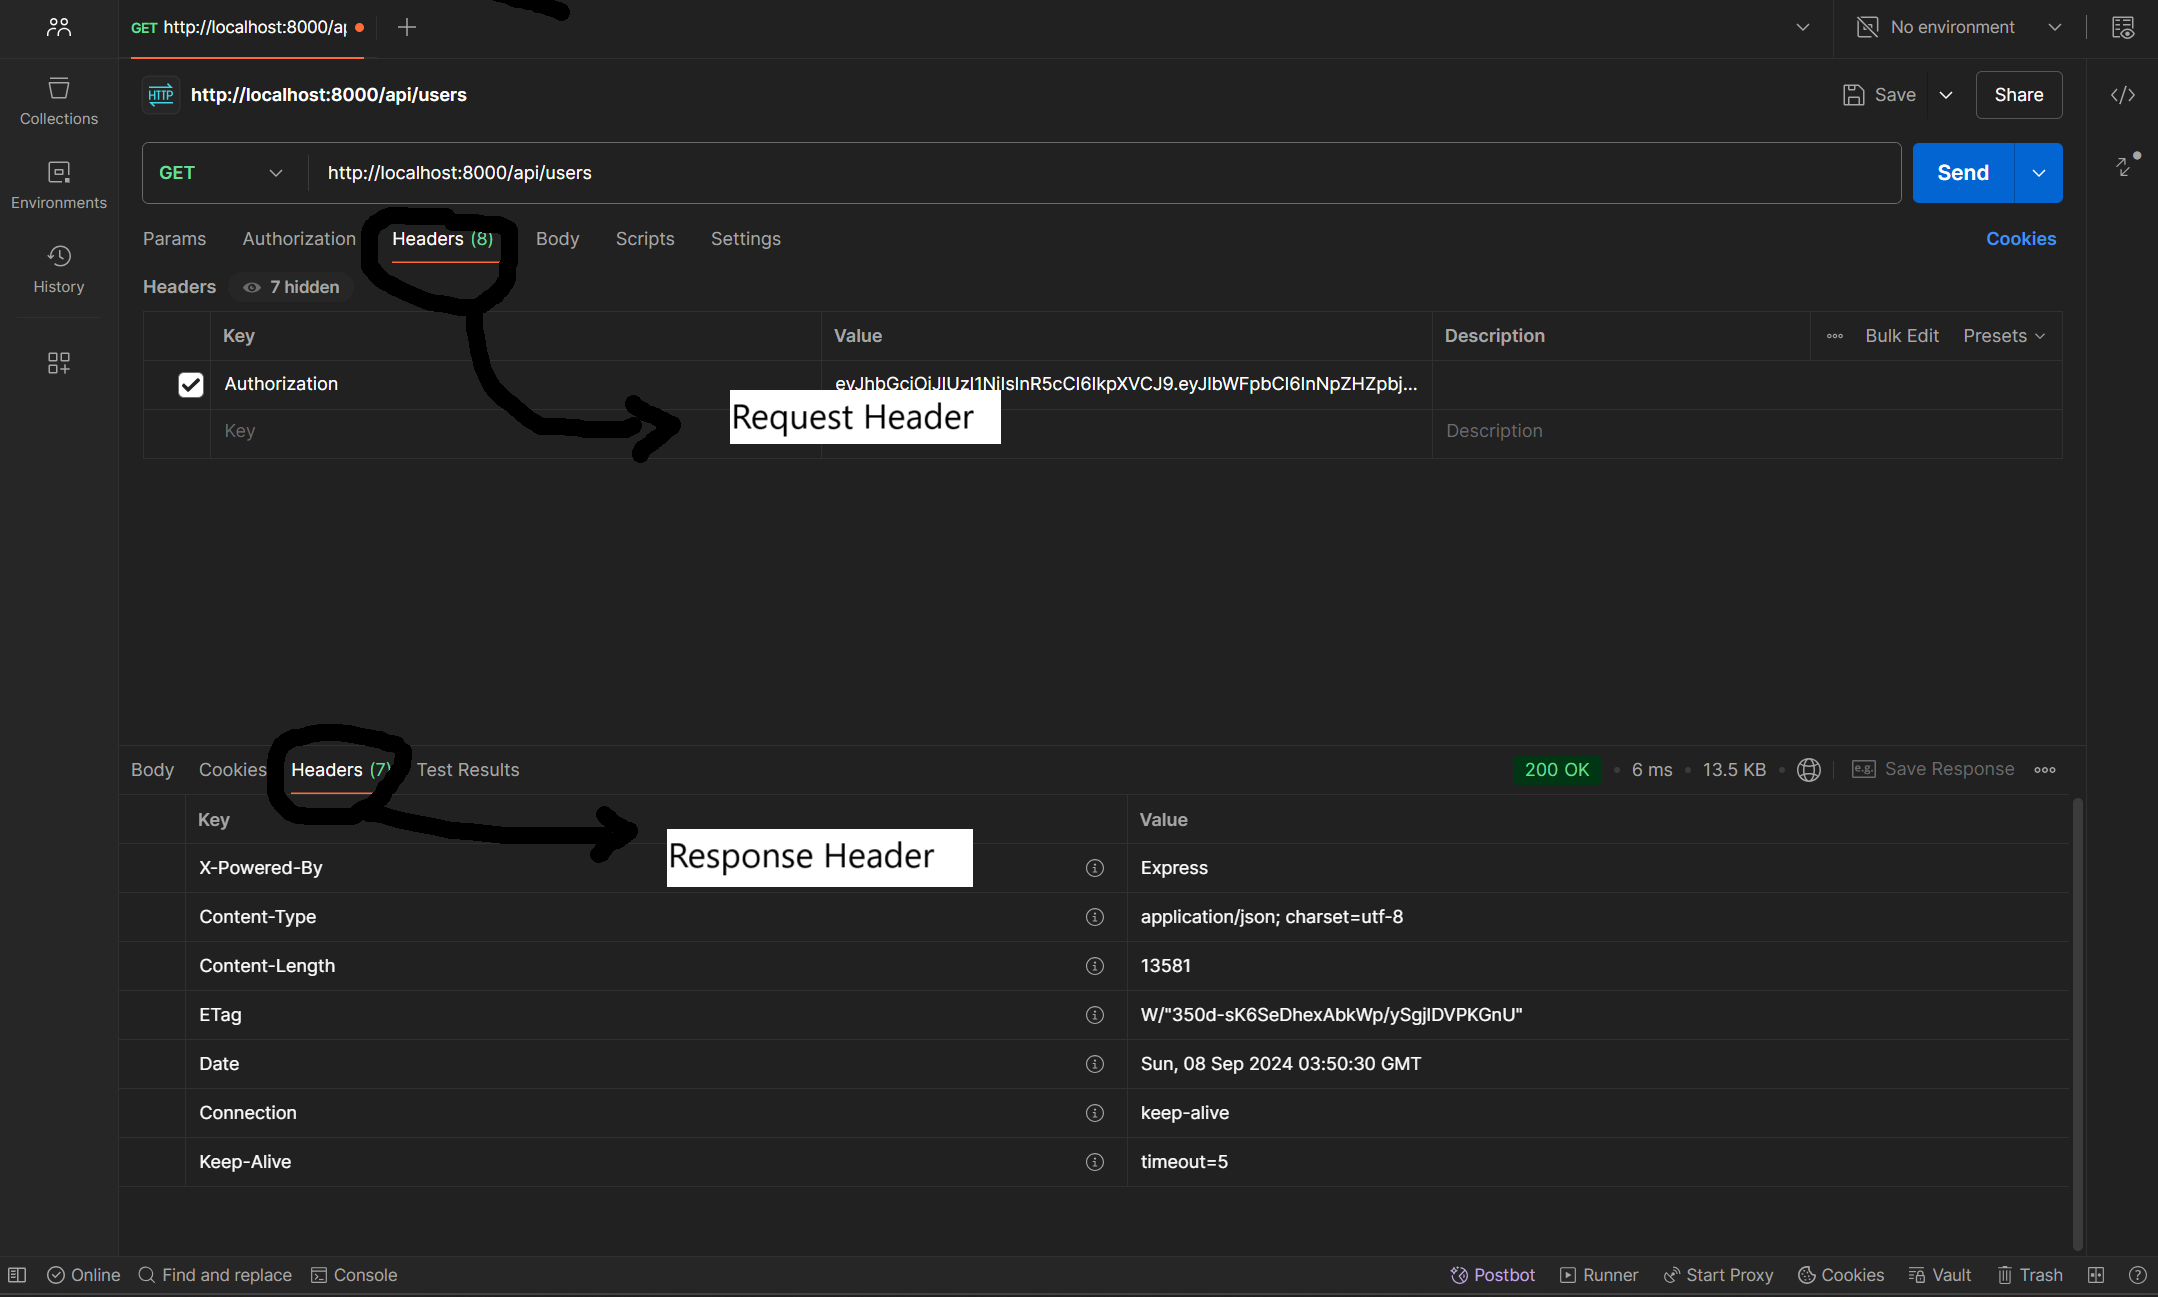 GET http://localhost:8000/ap
No environment
http://localhost:8000/api/users
Save
Share
Collections
GET
http://localhost:8000/api/users
Send
Environments
Params
Authorization
Headers (8)
Body
Scripts
Settings
Cookies
History
Headers
7 hidden
Key
Value
Description
Bulk Edit
Presets
Authorization
Request Header
Key
Description
Body
Cookies
Headers (7)
Test Results
200 OK
6 ms
13.5 KB
Save Response
Key
Value
Response Header
X-Powered-By
Express
Content-Type
application/json; charset=utf-8
Content-Length
13581
ETag
W/"350d-sK6SeDhexAbkWp/ySgjIDVPKGnU"
Date
Sun, 08 Sep 2024 03:50:30 GMT
Connection
keep-alive
Keep-Alive
timeout=5
Online
Find and replace
Console
Postbot
Runner
Start Proxy
Cookies
Vault
Trash